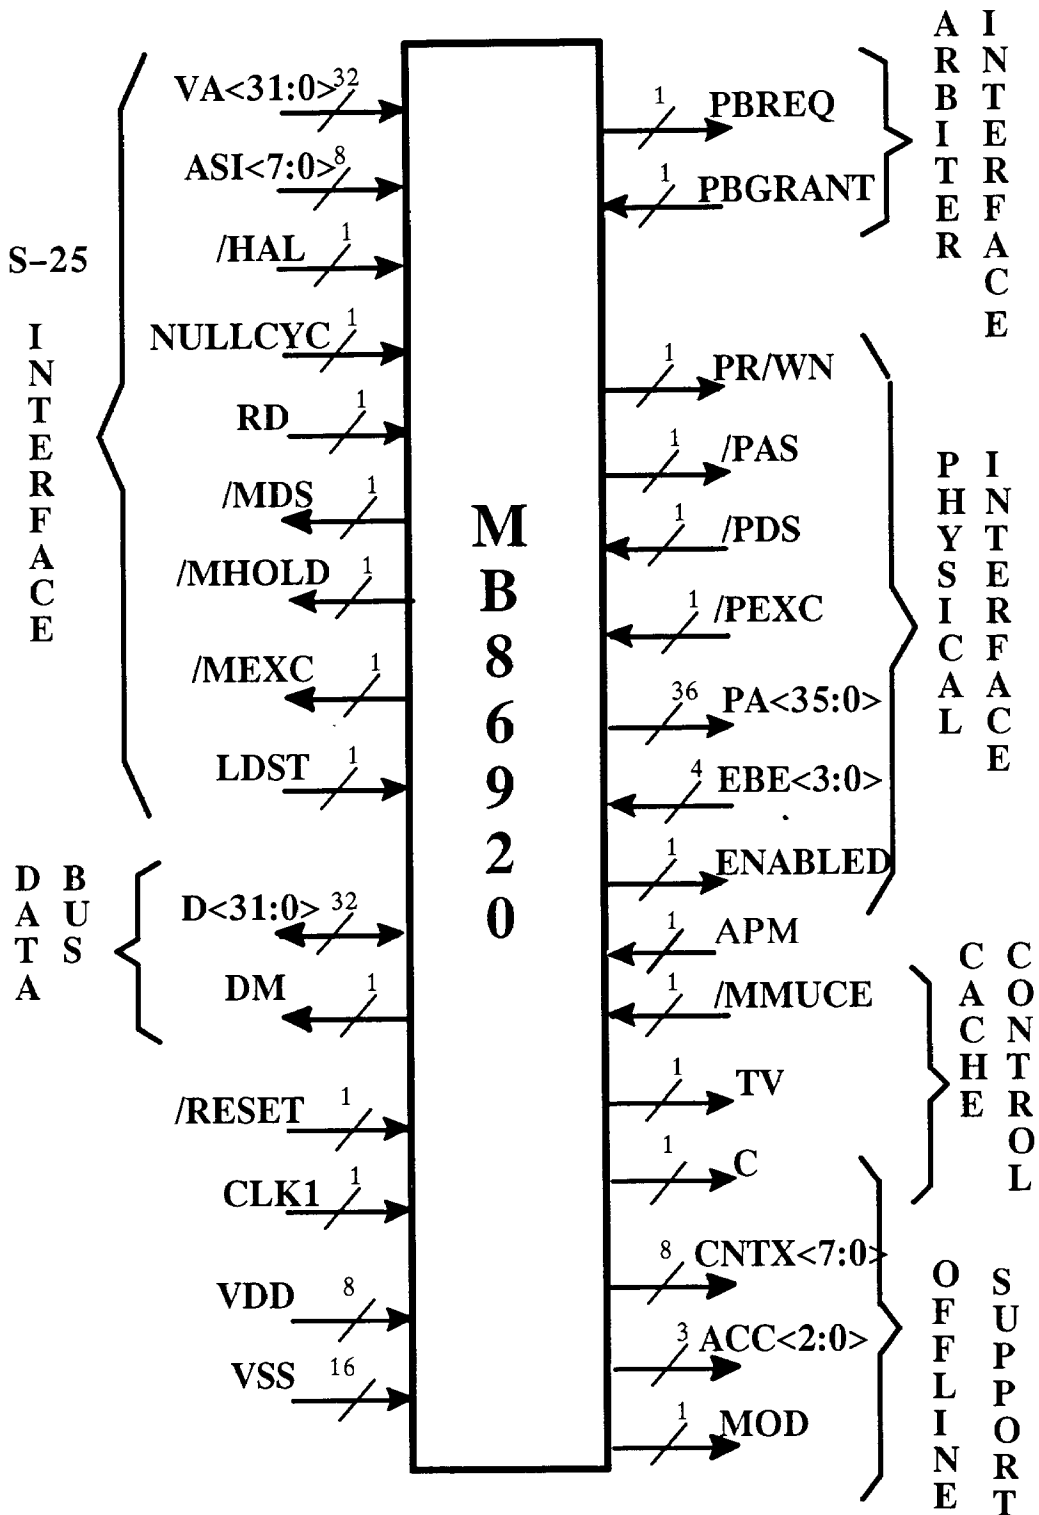 S-25
INTERFACE
VA<31:0> 32
ASI<7:0> 8
/HAL 1
NULLCYC 1
RD 1
/MDS 1
/MHOLD 1
/MEXC 1
LDST 1
DATA
BUS
D<31:0> 32
DM 1
/RESET 1
CLK1 1
VDD 8
VSS 16
MB86920
1 PBREQ
1 PBGRANT
ARBITER
INTERFACE
1 PR/WN
1 /PAS
1 /PDS
1 /PEXC
36 PA<35:0>
4 EBE<3:0>
1 ENABLED
PHYSICAL
INTERFACE
1 APM
1 /MMUCE
1 TV
1 C
CACHE
CONTROL
8 CNTX<7:0>
3 ACC<2:0>
1 MOD
OFFLINE
SUPPORT